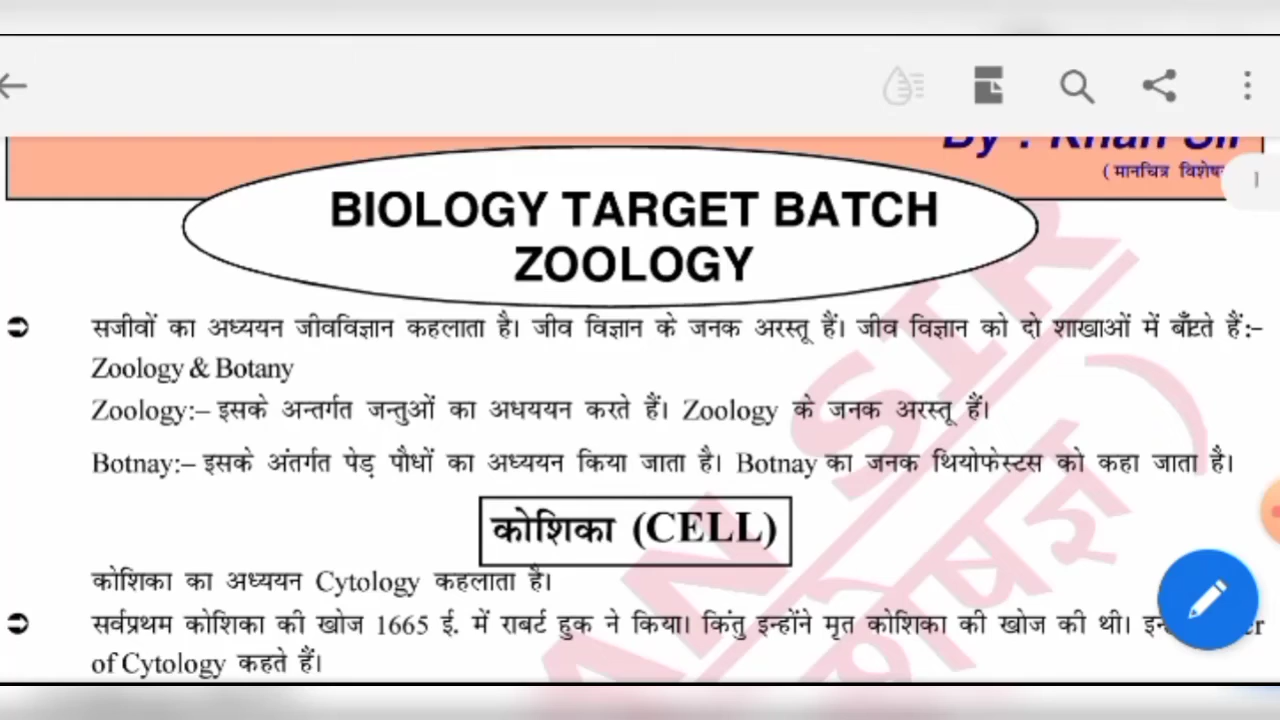 By : Khan Sir
( मानचित्र विशेष
BIOLOGY TARGET BATCH
ZOOLOGY
सजीवों का अध्ययन जीवविज्ञान कहलाता है। जीव विज्ञान के जनक अरस्तू हैं। जीव विज्ञान को दो शाखाओं में बाँटते हैं:–
Zoology & Botany
Zoology:– इसके अन्तर्गत जन्तुओं का अधययन करते हैं। Zoology के जनक अरस्तू हैं।
Botnay:– इसके अंतर्गत पेड़ पौधों का अध्ययन किया जाता है। Botnay का जनक थियोफेस्टस को कहा जाता है।
कोशिका (CELL)
कोशिका का अध्ययन Cytology कहलाता है।
सर्वप्रथम कोशिका की खोज 1665 ई. में राबर्ट हुक ने किया। किंतु इन्होंने मृत कोशिका की खोज की थी।
of Cytology कहते हैं।